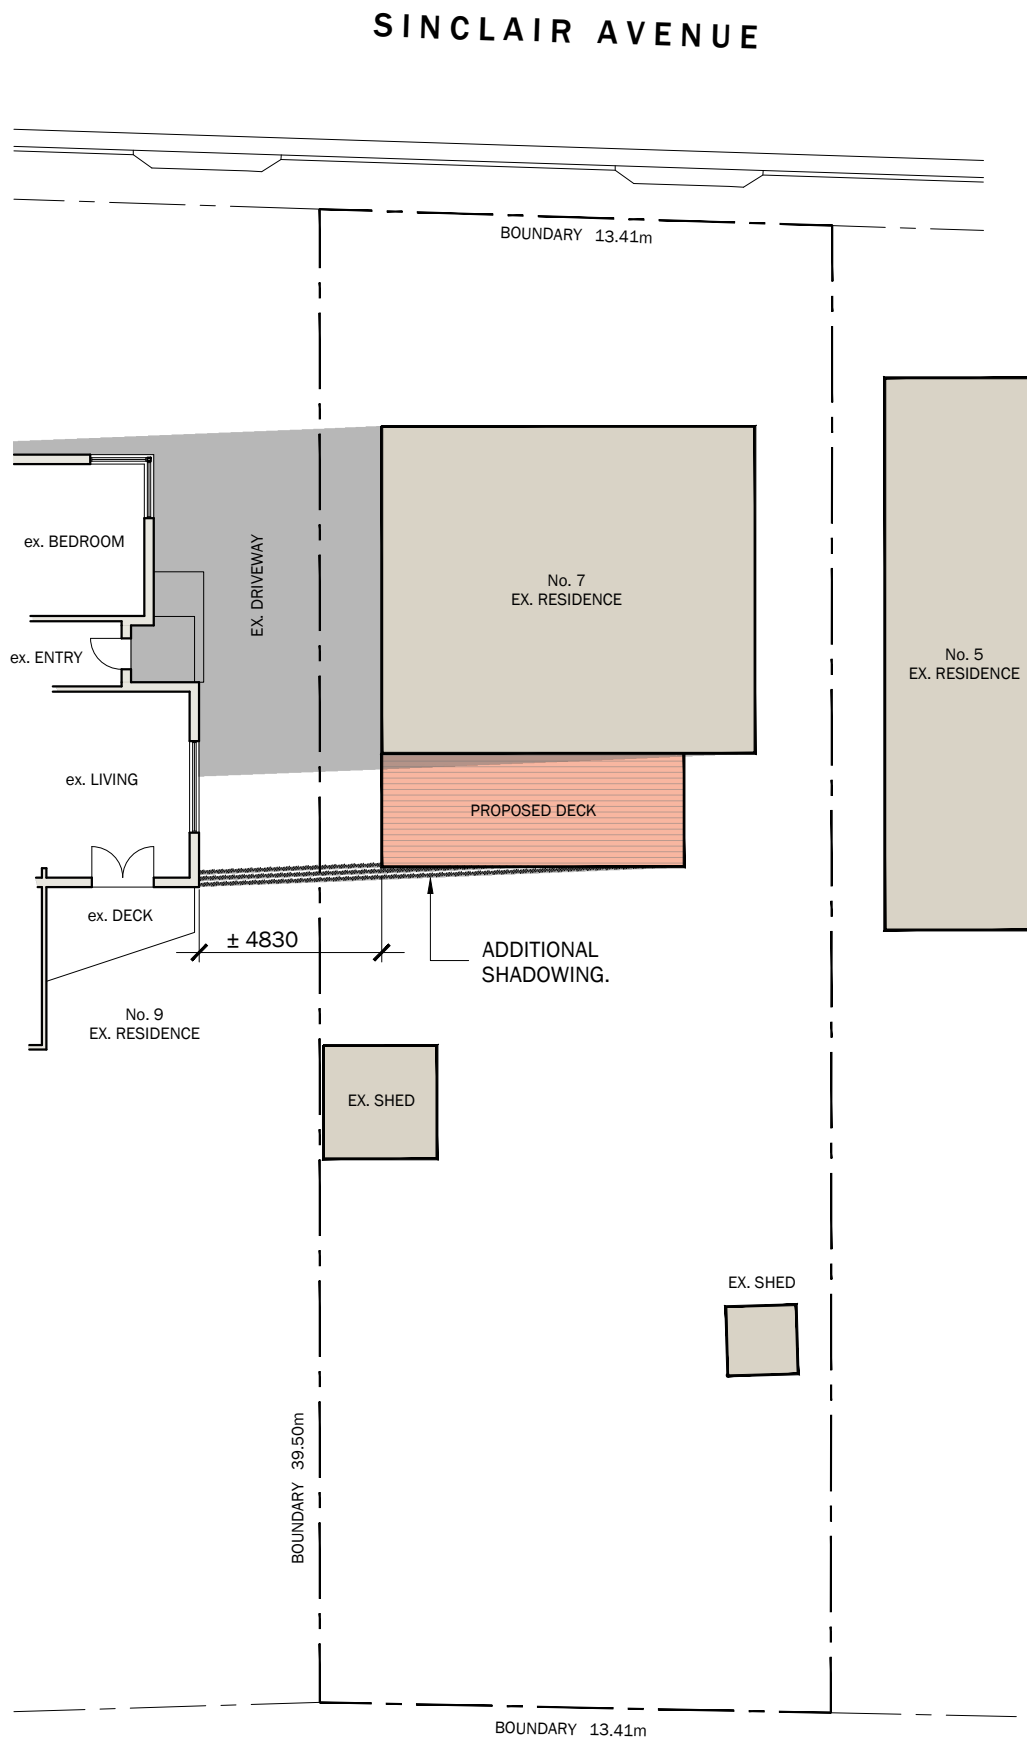 SINCLAIR AVENUE
BOUNDARY 13.41m
ex. BEDROOM
EX. DRIVEWAY
No. 7
EX. RESIDENCE
ex. ENTRY
No. 5
EX. RESIDENCE
ex. LIVING
PROPOSED DECK
ex. DECK
± 4830
ADDITIONAL
SHADOWING.
No. 9
EX. RESIDENCE
EX. SHED
EX. SHED
BOUNDARY 39.50m
BOUNDARY 13.41m